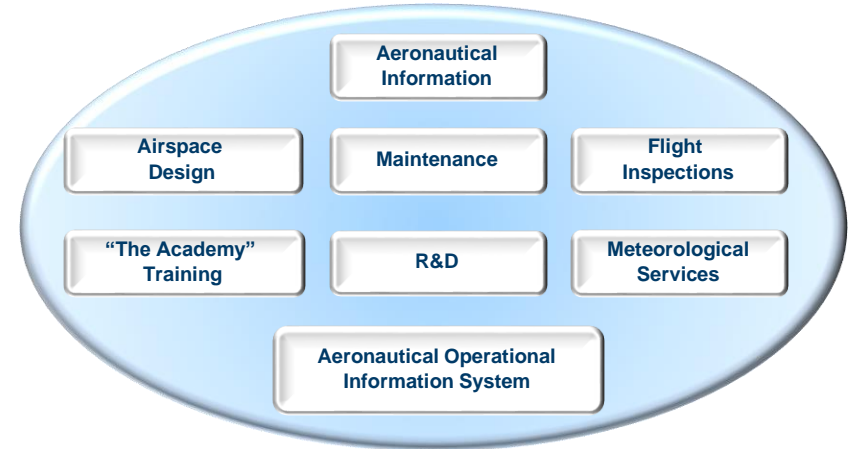 Aeronautical
Information
Airspace
Design
Maintenance
Flight
Inspections
“The Academy”
Training
R&D
Meteorological
Services
Aeronautical Operational
Information System